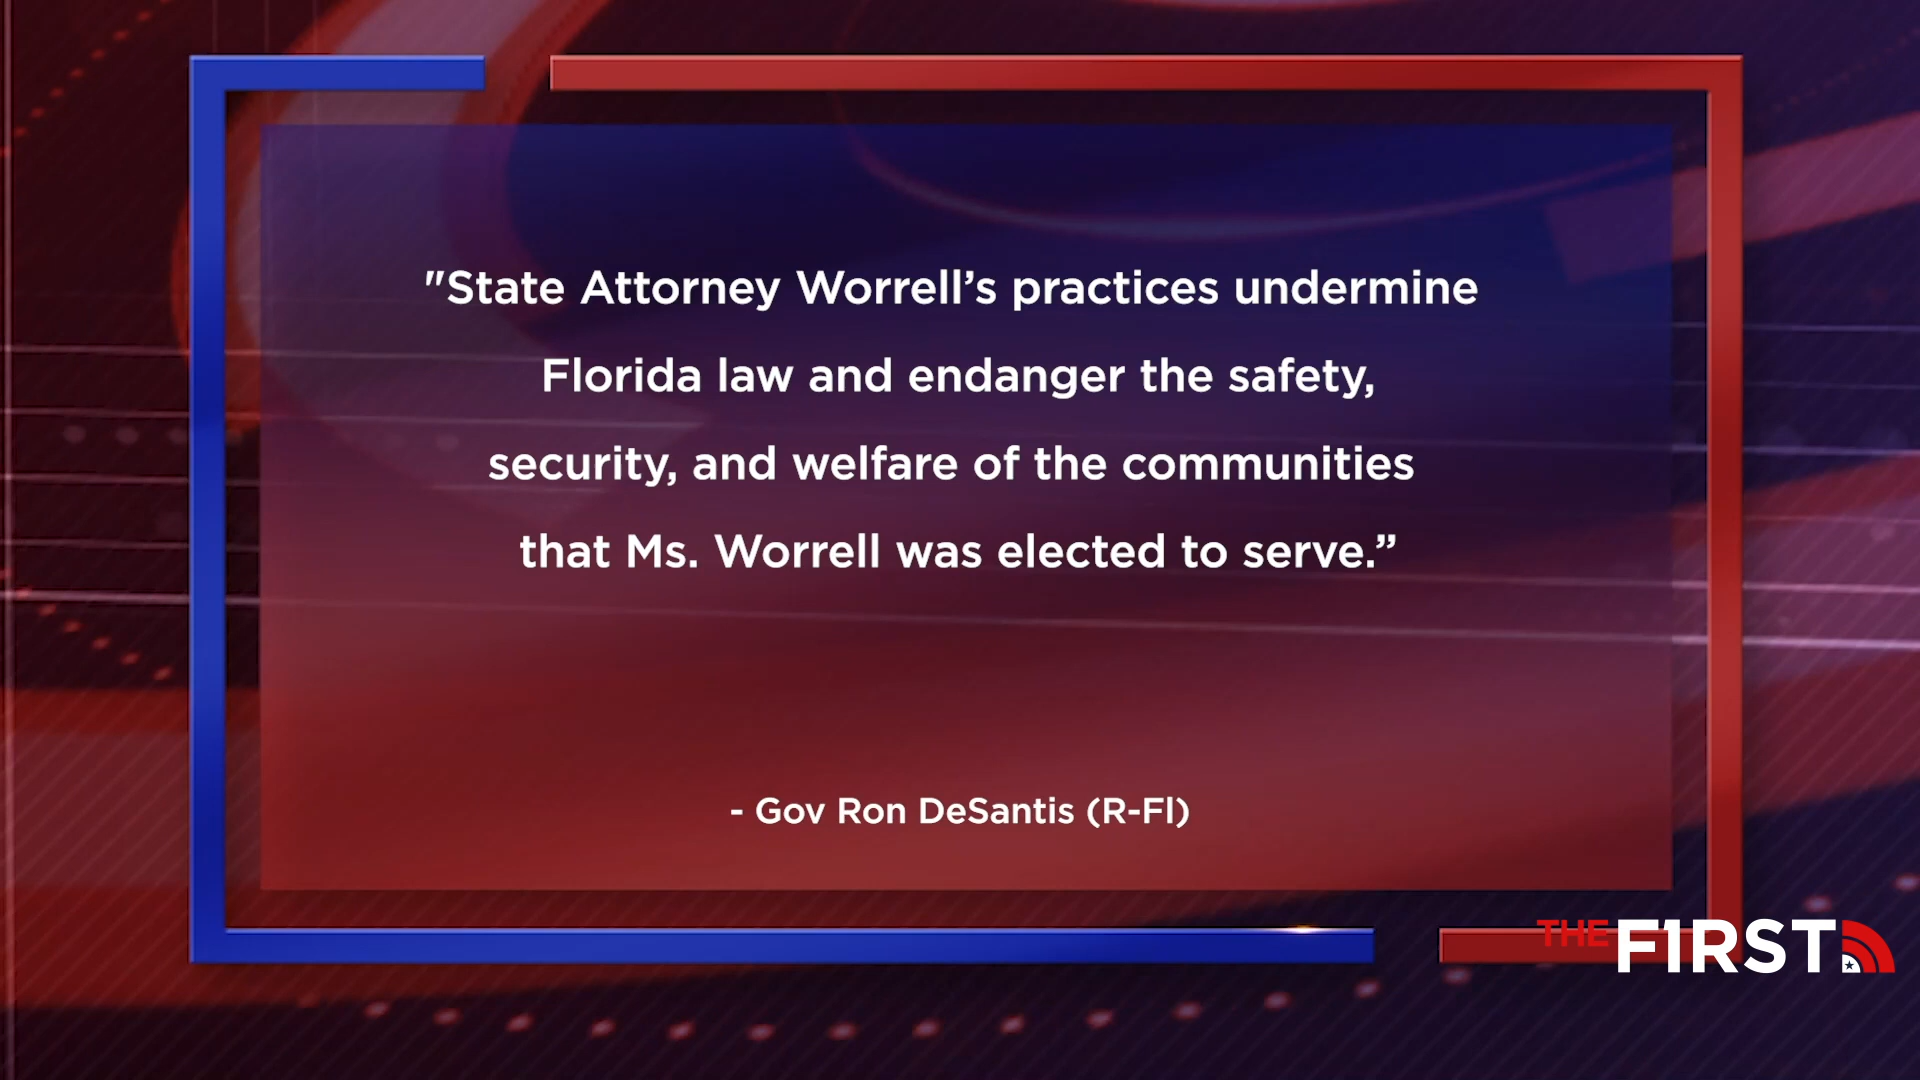 "State Attorney Worrell’s practices undermine
Florida law and endanger the safety,
security, and welfare of the communities
that Ms. Worrell was elected to serve.”
- Gov Ron DeSantis (R-Fl)
THE FIRST